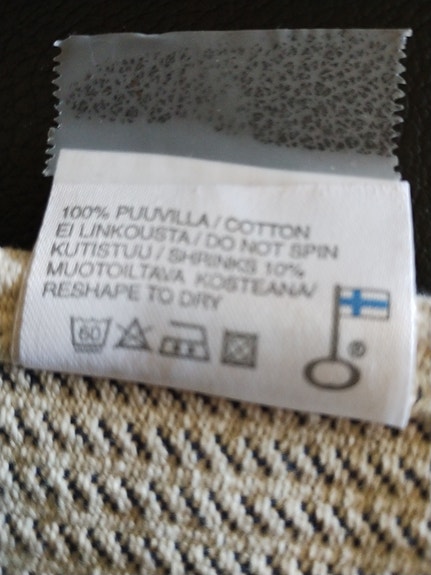 100% PUUVILLA / COTTON
EI LINKOUSTA / DO NOT SPIN
KUTISTUU / SHRINKS 10%
MUOTOILTAVA KOSTEANA/
RESHAPE TO DRY
60
®